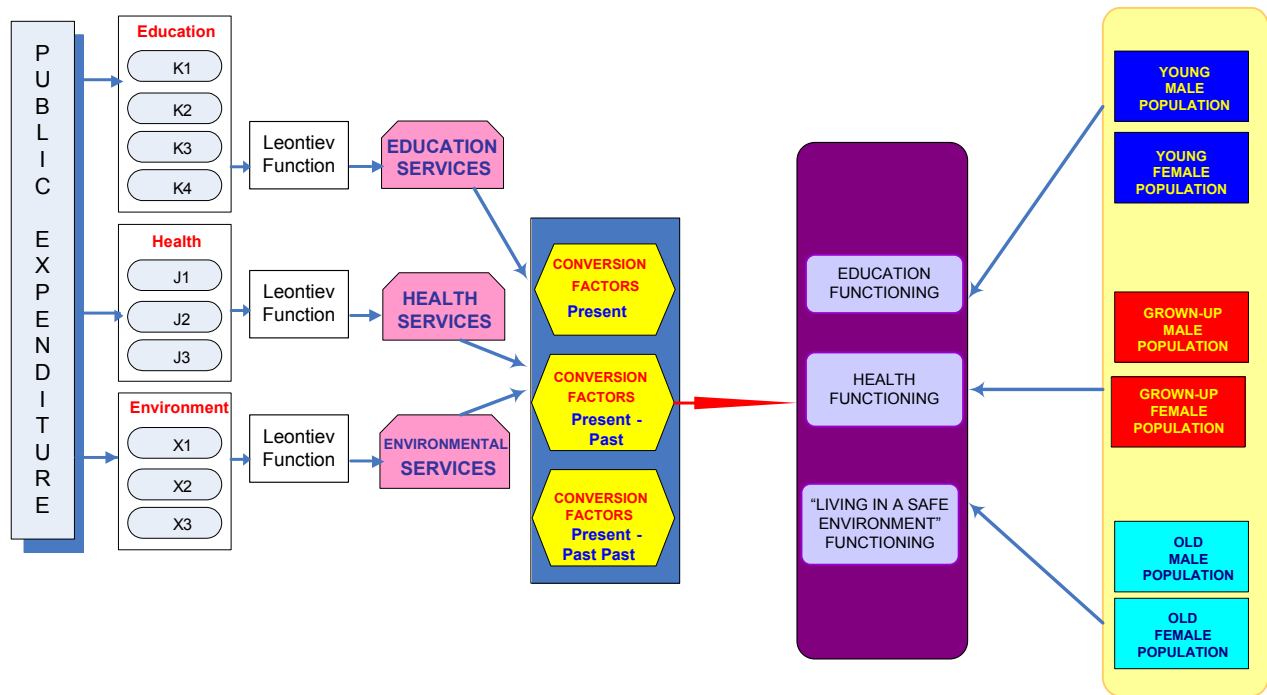 PUBLIC EXPENDITURE
Education
K1
K2
K3
K4
Health
J1
J2
J3
Environment
X1
X2
X3
Leontiev
Function
Leontiev
Function
Leontiev
Function
EDUCATION
SERVICES
HEALTH
SERVICES
ENVIRONMENTAL
SERVICES
CONVERSION
FACTORS
Present
CONVERSION
FACTORS
Present -
Past
CONVERSION
FACTORS
Present -
Past Past
EDUCATION
FUNCTIONING
HEALTH
FUNCTIONING
“LIVING IN A SAFE
ENVIRONMENT”
FUNCTIONING
YOUNG
MALE
POPULATION
YOUNG
FEMALE
POPULATION
GROWN-UP
MALE
POPULATION
GROWN-UP
FEMALE
POPULATION
OLD
MALE
POPULATION
OLD
FEMALE
POPULATION